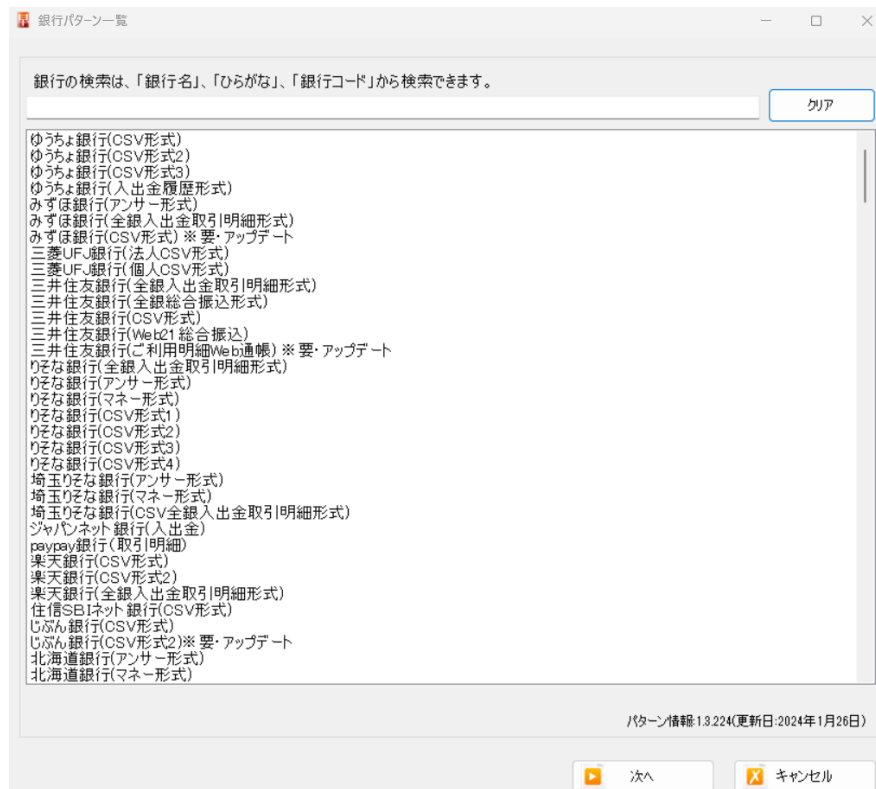 銀行パターン一覧
銀行の検索は、「銀行名」、「ひらがな」、「銀行コード」から検索できます。
クリア
ゆうちょ銀行(CSV形式)
ゆうちょ銀行(CSV形式2)
ゆうちょ銀行(CSV形式3)
ゆうちょ銀行(入出金履歴形式)
みずほ銀行(アンサー形式)
みずほ銀行(全銀入出金取引明細形式)
みずほ銀行(CSV形式) ※要・アップデート
三菱UFJ銀行(法人CSV形式)
三菱UFJ銀行(個人CSV形式)
三井住友銀行(全銀入出金取引明細形式)
三井住友銀行(全銀総合振込形式)
三井住友銀行(CSV形式)
三井住友銀行(Web21総合振込)
三井住友銀行(ご利用明細Web通帳) ※要・アップデート
りそな銀行(全銀入出金取引明細形式)
りそな銀行(アンサー形式)
りそな銀行(マネー形式)
りそな銀行(CSV形式1)
りそな銀行(CSV形式2)
りそな銀行(CSV形式3)
りそな銀行(CSV形式4)
埼玉りそな銀行(アンサー形式)
埼玉りそな銀行(マネー形式)
埼玉りそな銀行(CSV全銀入出金取引明細形式)
ジャパンネット銀行(入出金)
paypay銀行(取引明細)
楽天銀行(CSV形式)
楽天銀行(CSV形式2)
楽天銀行(全銀入出金取引明細形式)
住信SBIネット銀行(CSV形式)
じぶん銀行(CSV形式)
じぶん銀行(CSV形式2)※要・アップデート
北海道銀行(アンサー形式)
北海道銀行(マネー形式)
パターン情報:1.3.224(更新日:2024年1月26日)
次へ
キャンセル